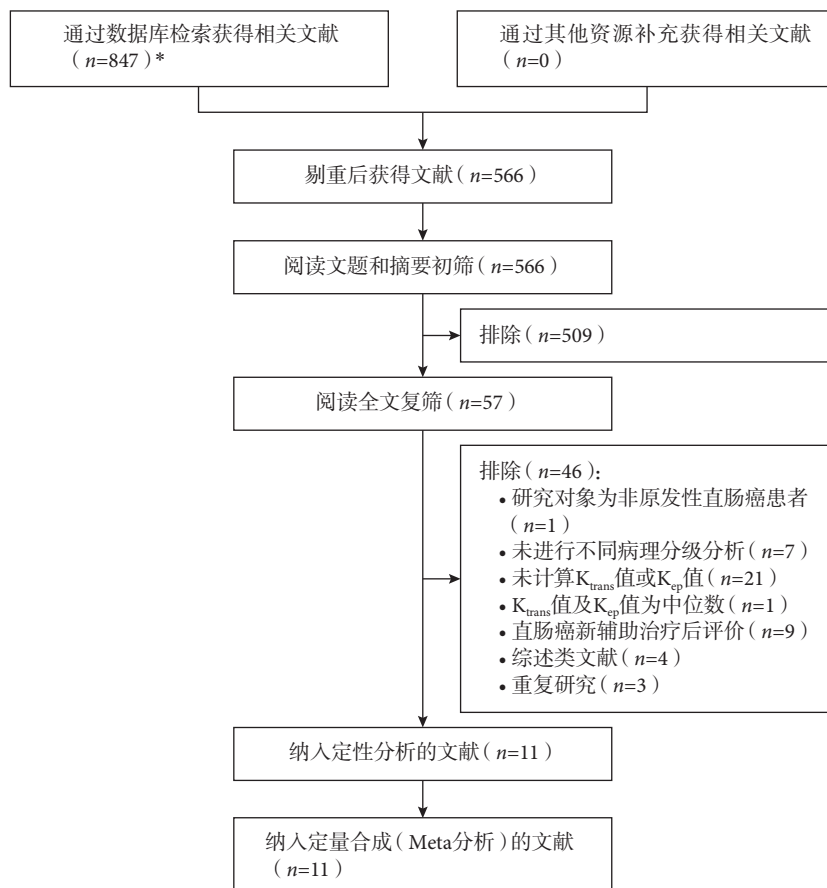 通过数据库检索获得相关文献
（n=847）*
通过其他资源补充获得相关文献
（n=0）
剔重后获得文献（n=566）
阅读文题和摘要初筛（n=566）
排除（n=509）
阅读全文复筛（n=57）
排除（n=46）：
• 研究对象为非原发性直肠癌患者
（n=1）
• 未进行不同病理分级分析（n=7）
• 未计算Ktrans值或Kep值（n=21）
• Ktrans值及Kep值为中位数（n=1）
• 直肠癌新辅助治疗后评价（n=9）
• 综述类文献（n=4）
• 重复研究（n=3）
纳入定性分析的文献（n=11）
纳入定量合成（Meta分析）的文献
（n=11）